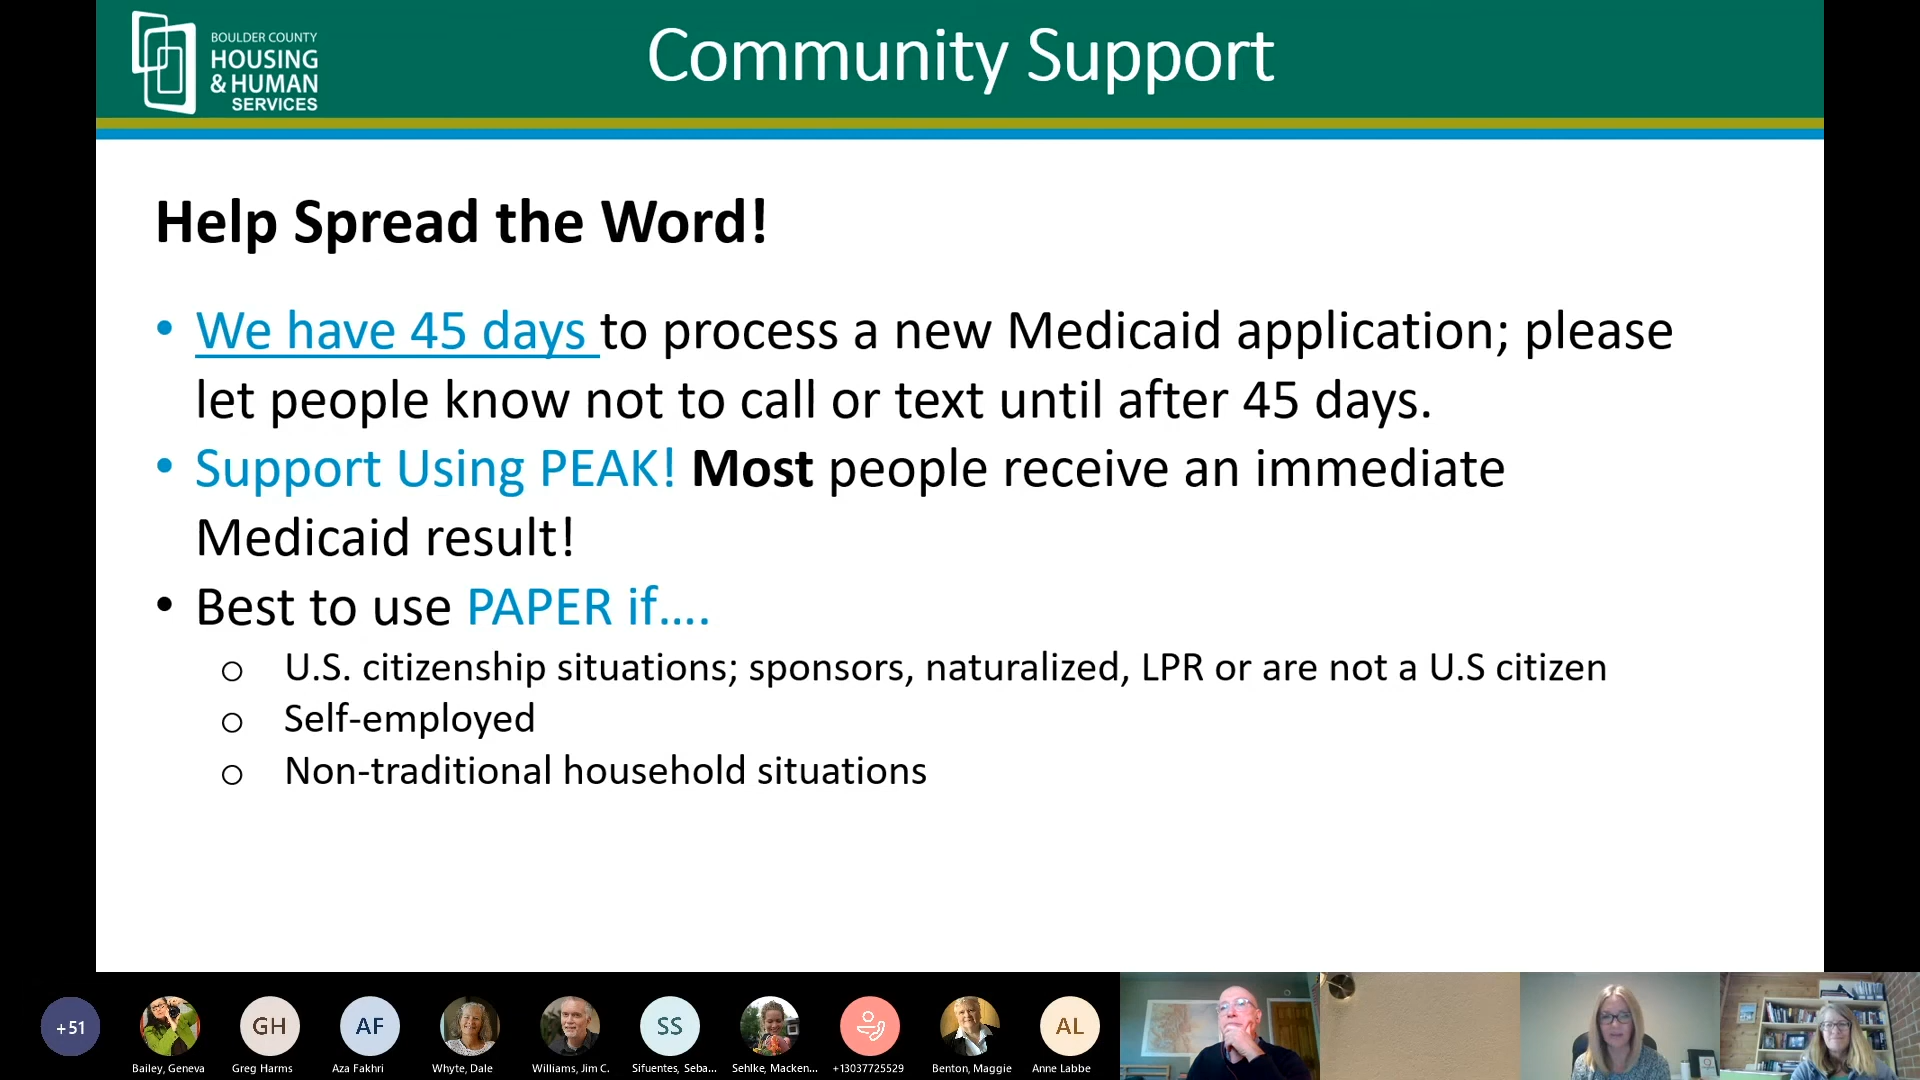 BOULDER COUNTY
HOUSING
& HUMAN
SERVICES
Community Support
Help Spread the Word!
• We have 45 days to process a new Medicaid application; please
let people know not to call or text until after 45 days.
• Support Using PEAK! Most people receive an immediate
Medicaid result!
• Best to use PAPER if....
o U.S. citizenship situations; sponsors, naturalized, LPR or are not a U.S citizen
o Self-employed
o Non-traditional household situations
+51
GH
AF
SS
AL
Bailey, Geneva
Greg Harms
Aza Fakhri
Whyte, Dale
Williams, Jim C.
Sifuentes, Seba...
Sehlke, Macken...
+13037725529
Benton, Maggie
Anne Labbe